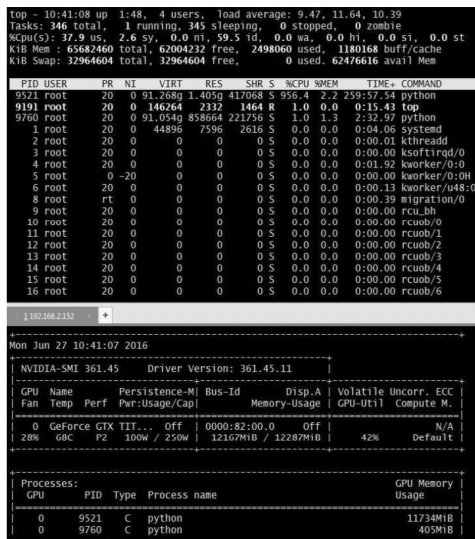 top - 10:41:08 up 1:48, 4 users, load average: 9.47, 11.64, 10.39
Tasks: 346 total, 1 running, 345 sleeping, 0 stopped, 0 zombie
%Cpu(s): 37.9 us, 2.6 sy, 0.0 ni, 59.5 id, 0.0 wa, 0.0 hi, 0.0 si, 0.0 st
KiB Mem : 65682460 total, 62004232 free, 2498060 used, 1180168 buff/cache
KiB Swap: 32964604 total, 32964604 free, 0 used. 62476616 avail Mem
PID USER PR NI VIRT RES SHR S %CPU %MEM TIME+ COMMAND
9521 root 20 0 91.268g 1.405g 417068 S 956.4 2.2 259:57.54 python
9191 root 20 0 146264 2332 1464 R 1.0 0.0 0:15.43 top
9760 root 20 0 91.054g 858664 221756 S 1.0 1.3 2:32.97 python
1 root 20 0 44896 7596 2616 S 0.0 0.0 0:04.06 systemd
2 root 20 0 0 0 0 S 0.0 0.0 0:00.01 kthreadd
3 root 20 0 0 0 0 S 0.0 0.0 0:00.00 ksoftirqd/0
4 root 20 0 0 0 0 S 0.0 0.0 0:01.92 kworker/0:0
5 root 0 -20 0 0 0 S 0.0 0.0 0:00.00 kworker/0:0H
6 root 20 0 0 0 0 S 0.0 0.0 0:00.13 kworker/u48:0
8 root rt 0 0 0 0 S 0.0 0.0 0:00.39 migration/0
9 root 20 0 0 0 0 S 0.0 0.0 0:00.00 rcu_bh
10 root 20 0 0 0 0 S 0.0 0.0 0:00.00 rcuob/0
11 root 20 0 0 0 0 S 0.0 0.0 0:00.00 rcuob/1
12 root 20 0 0 0 0 S 0.0 0.0 0:00.00 rcuob/2
13 root 20 0 0 0 0 S 0.0 0.0 0:00.00 rcuob/3
14 root 20 0 0 0 0 S 0.0 0.0 0:00.00 rcuob/4
15 root 20 0 0 0 0 S 0.0 0.0 0:00.00 rcuob/5
16 root 20 0 0 0 0 S 0.0 0.0 0:00.00 rcuob/6
1 192.168.2.152 × +
Mon Jun 27 10:41:07 2016
NVIDIA-SMI 361.45 Driver Version: 361.45.11
GPU Name Persistence-M| Bus-Id Disp.A | Volatile Uncorr. ECC
Fan Temp Perf Pwr:Usage/Cap| Memory-Usage | GPU-Util Compute M.
0 GeForce GTX TIT... Off | 0000:82:00.0 Off | N/A
28% 68C P2 100W / 250W | 12167MiB / 12287MiB | 42% Default
Processes: GPU Memory
GPU PID Type Process name Usage
0 9521 C python 11734MiB
0 9760 C python 405MiB